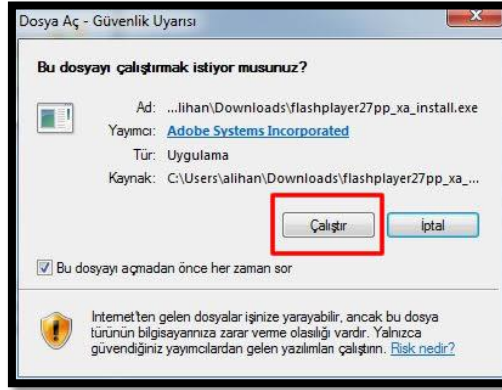 Dosya Aç - Güvenlik Uyarısı
Bu dosyayı çalıştırmak istiyor musunuz?
Ad: ...lihan\Downloads\flashplayer27pp_xa_install.exe
Yayımcı: Adobe Systems Incorporated
Tür: Uygulama
Kaynak: C:\Users\alihan\Downloads\flashplayer27pp_xa_...
Çalıştır İptal
Bu dosyayı açmadan önce her zaman sor
Internet'ten gelen dosyalar işinize yarayabilir, ancak bu dosya
türünün bilgisayarınıza zarar verme olasılığı vardır. Yalnızca
güvendiğiniz yayımcılardan gelen yazılımları çalıştırın. Risk nedir?